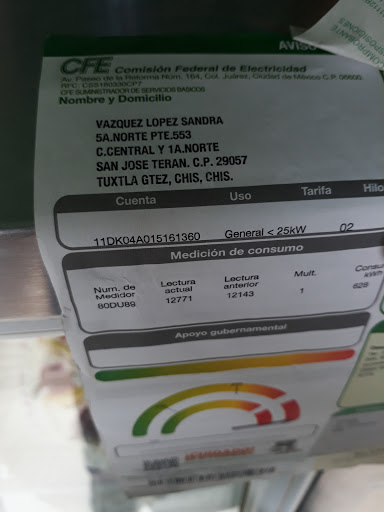 AVISO
CFE Comisión Federal de Electricidad
Av. Paseo de la Reforma Núm. 164, Col. Juárez, Ciudad de México C.P. 06600.
CFE SUMINISTRADOR DE SERVICIOS BASICOS
Nombre y Domicilio
VAZQUEZ LOPEZ SANDRA
5A.NORTE PTE.553
C.CENTRAL Y 1A.NORTE
SAN JOSE TERAN. C.P. 29057
TUXTLA GTEZ, CHIS, CHIS.
Cuenta Uso Tarifa Hilo
11DK04A015161360 General < 25kW 02
Medición de consumo
Núm. de Medidor Lectura actual Lectura anterior Mult.
80DU89 12771 12143 1 628
Apoyo gubernamental